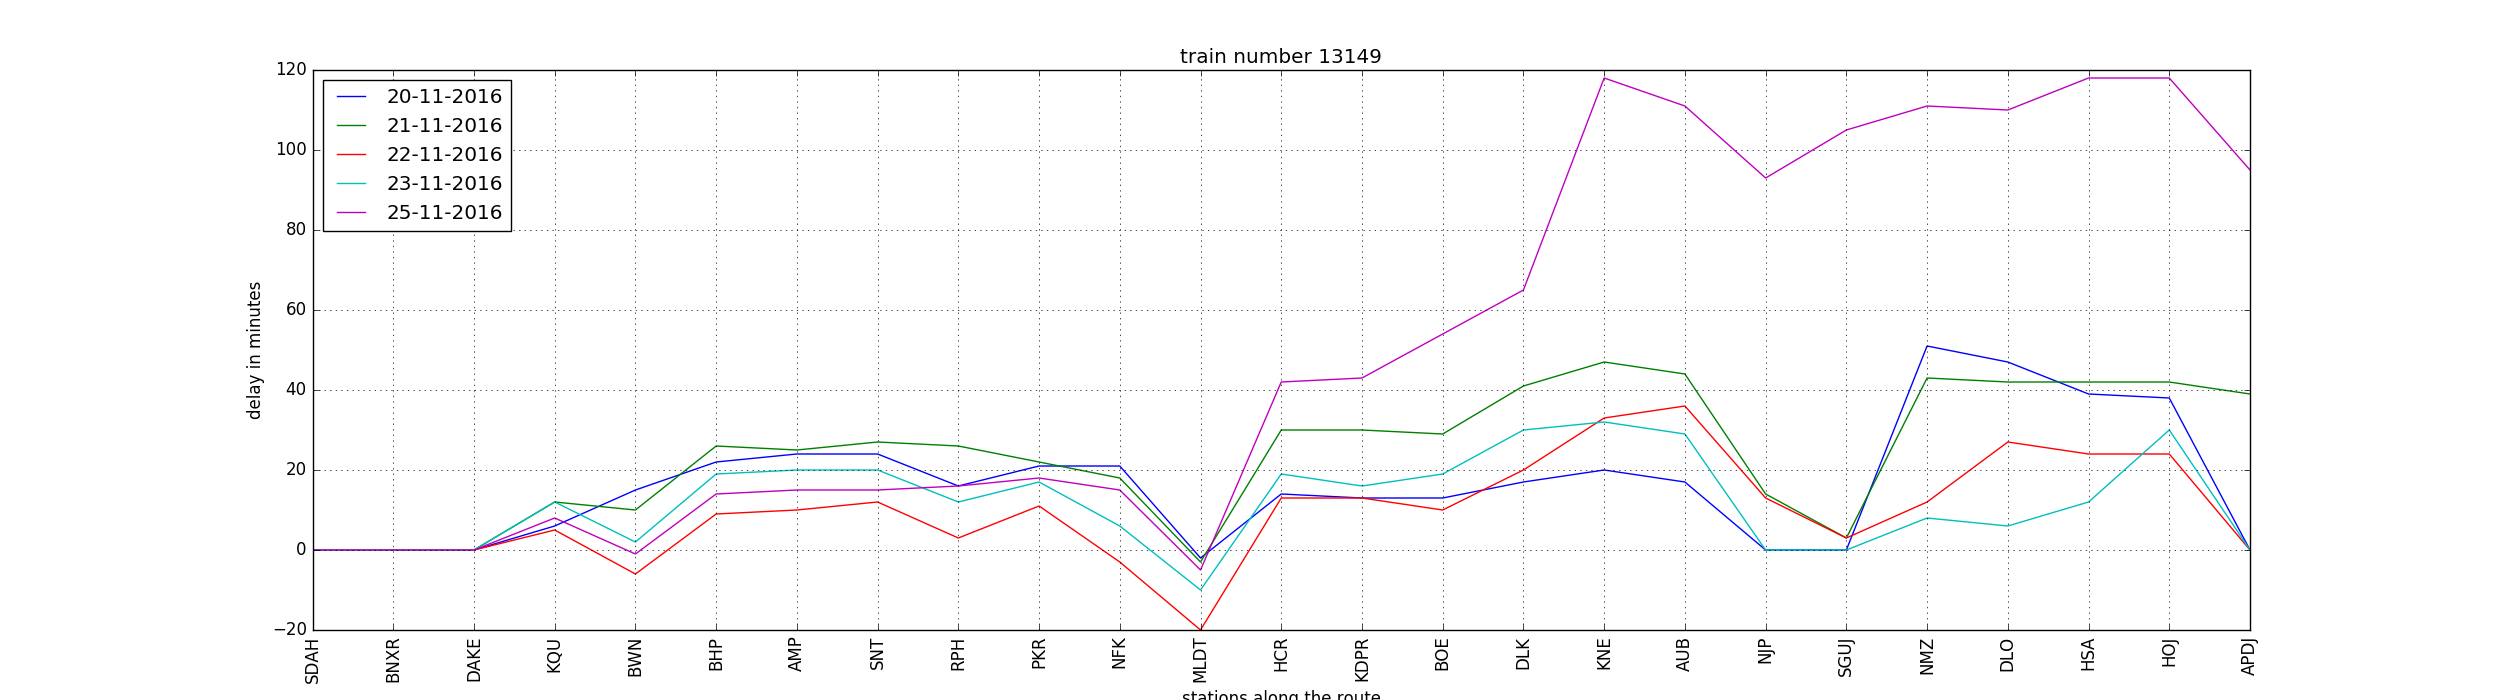 train number 13149
120
100
80
60
40
20
0
−20
delay in minutes
20-11-2016
21-11-2016
22-11-2016
23-11-2016
25-11-2016
SDAH
BNXR
DAKE
KQU
BWN
BHP
AMP
SNT
RPH
PKR
NFK
MLDT
HCR
KDPR
BOE
DLK
KNE
AUB
NJP
SGUJ
NMZ
DLO
HSA
HOJ
APDJ
stations along the route